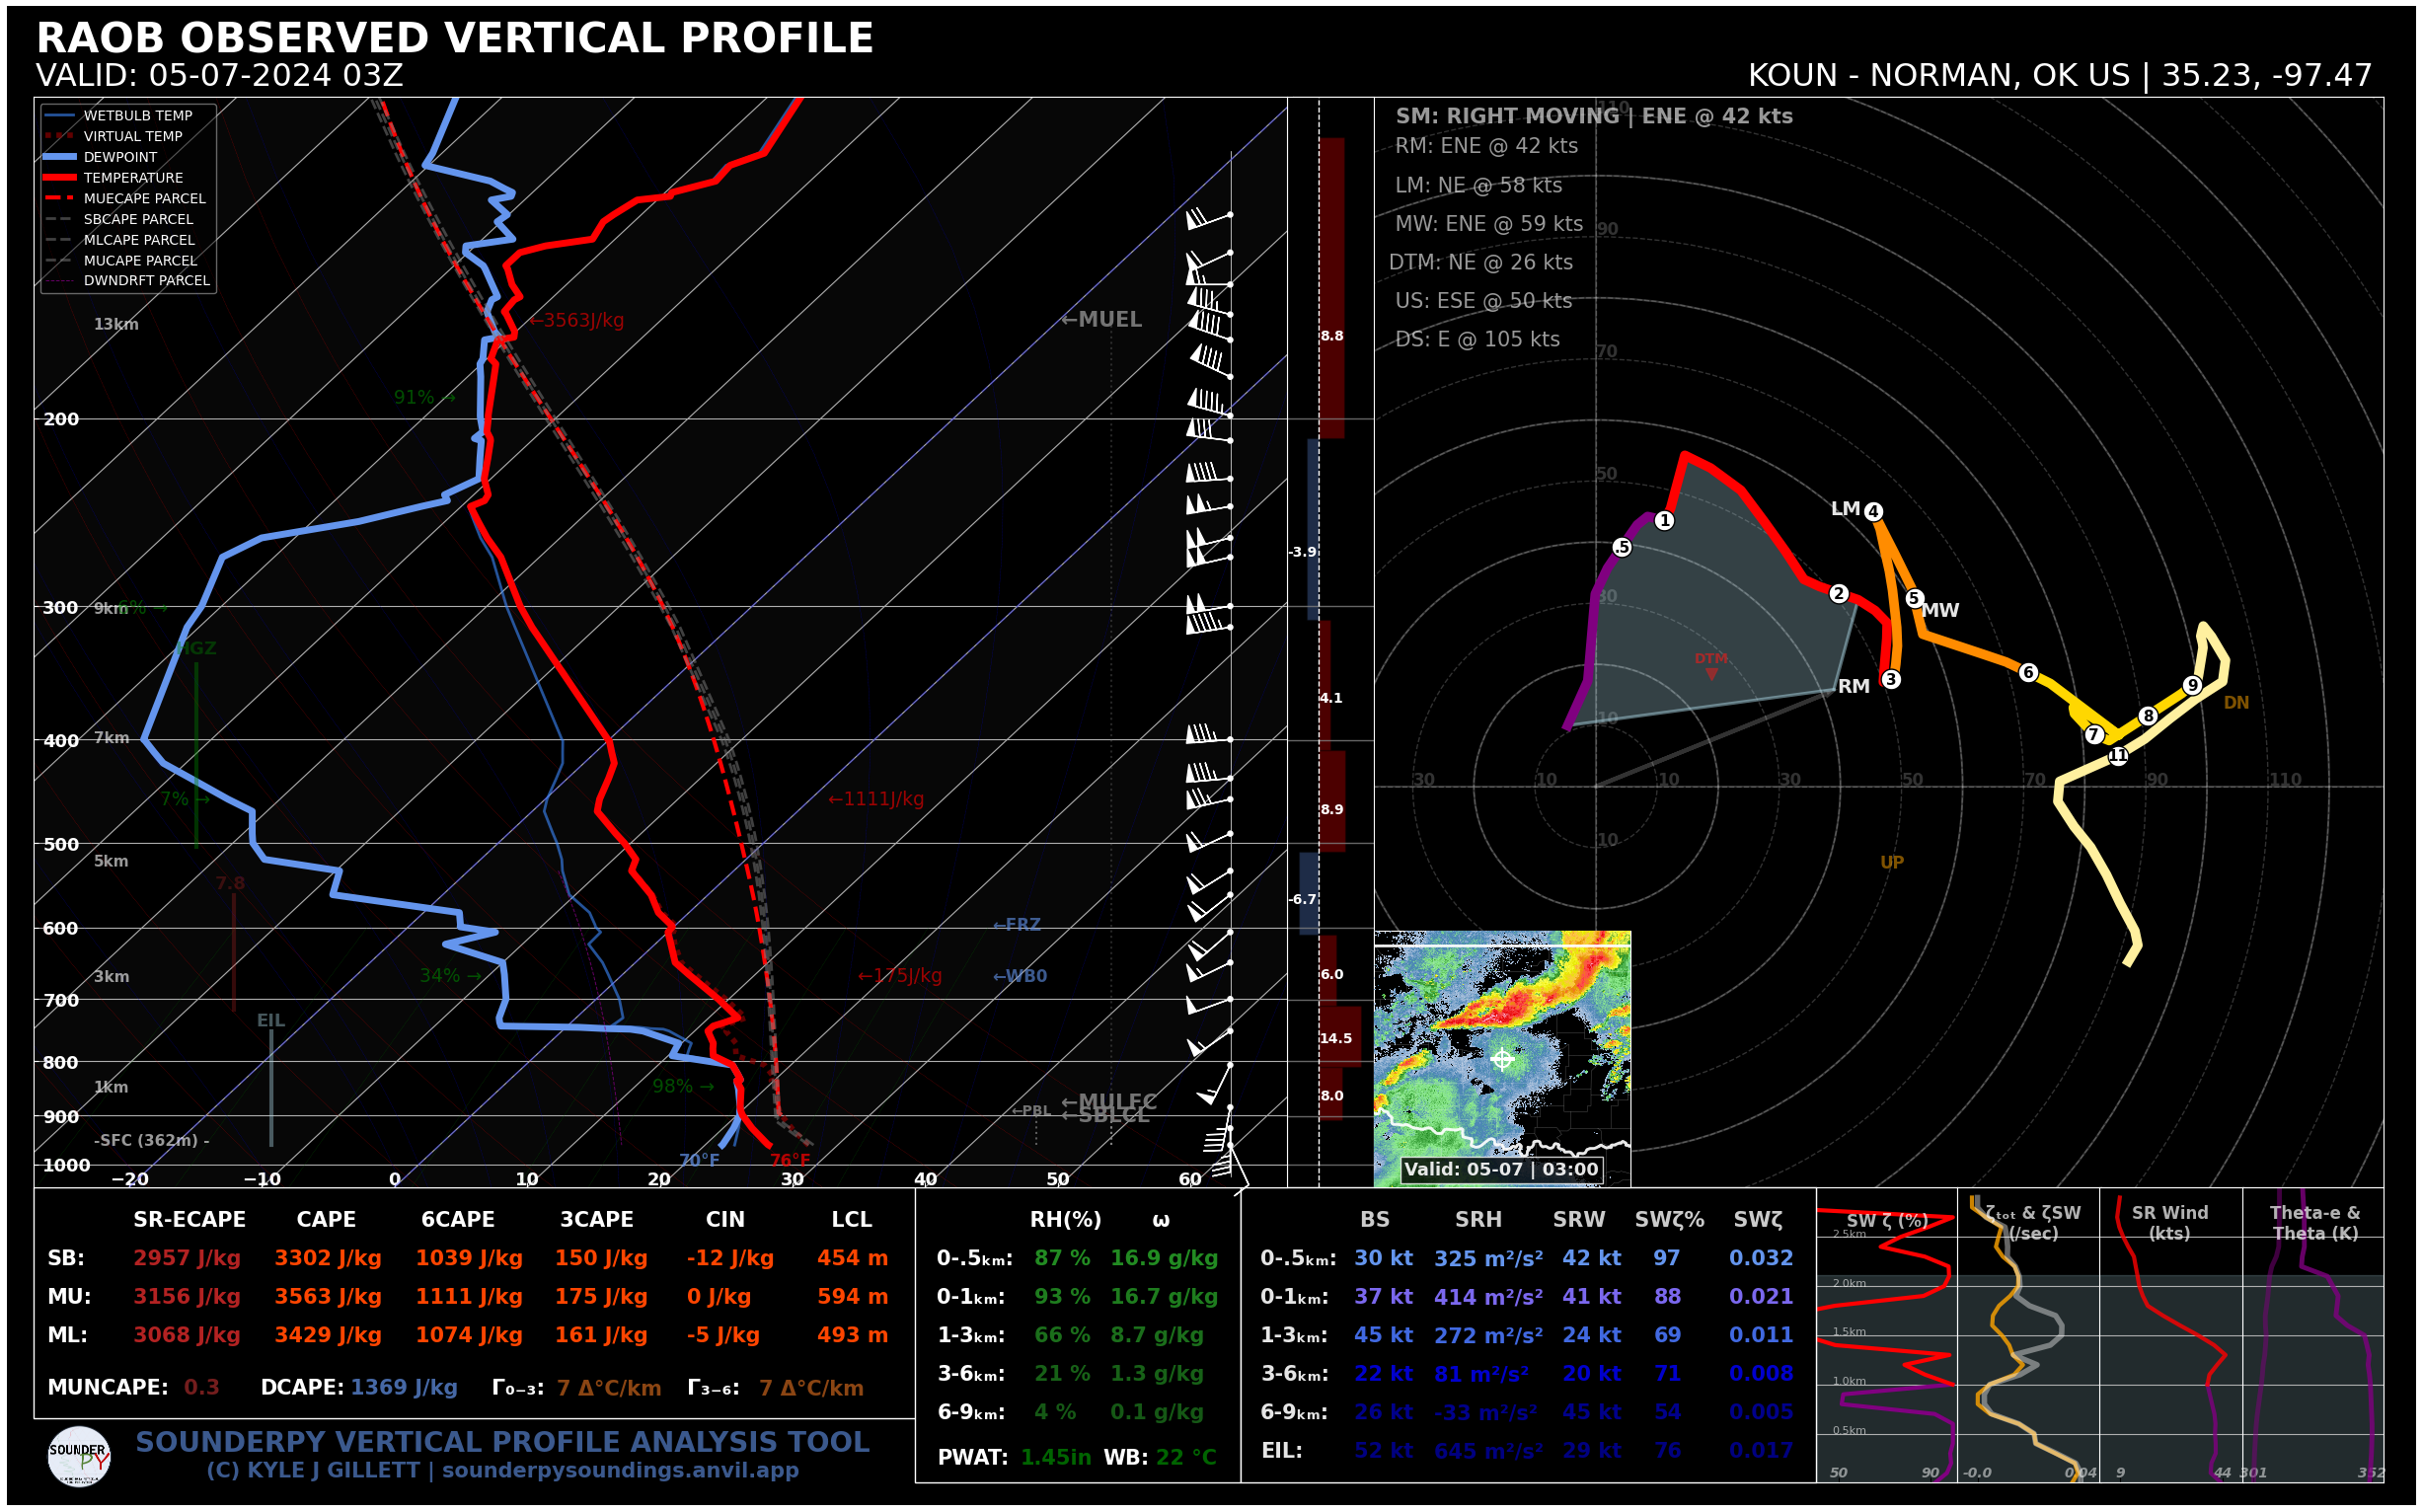 RAOB OBSERVED VERTICAL PROFILE
VALID: 05-07-2024 03Z
KOUN - NORMAN, OK US | 35.23, -97.47
WETBULB TEMP
VIRTUAL TEMP
DEWPOINT
TEMPERATURE
MUECAPE PARCEL
SBCAPE PARCEL
MLCAPE PARCEL
MUCAPE PARCEL
DWNDRFT PARCEL
13km
←3563J/kg
←MUEL
91% →
200
300
9km
6% →
HGZ
400
7km
7% →
←1111J/kg
500
5km
7.8
600
←FRZ
3km
34% →
←175J/kg
←WB0
700
EIL
800
1km
98% →
←MULFC
←PBL
←SBLCL
900
-SFC (362m) -
70°F
76°F
1000
−20 −10 0 10 20 30 40 50 60
8.8
-3.9
4.1
8.9
-6.7
6.0
14.5
8.0
SM: RIGHT MOVING | ENE @ 42 kts
RM: ENE @ 42 kts
LM: NE @ 58 kts
MW: ENE @ 59 kts
DTM: NE @ 26 kts
US: ESE @ 50 kts
DS: E @ 105 kts
110
90
70
50
30
10
30 10 10 30 50 70 90 110
10
.5
1
2
3
LM 4
5
MW
6
7
8
9
11
RM
DTM
DN
UP
Valid: 05-07 | 03:00
SR-ECAPE CAPE 6CAPE 3CAPE CIN LCL
SB: 2957 J/kg 3302 J/kg 1039 J/kg 150 J/kg -12 J/kg 454 m
MU: 3156 J/kg 3563 J/kg 1111 J/kg 175 J/kg 0 J/kg 594 m
ML: 3068 J/kg 3429 J/kg 1074 J/kg 161 J/kg -5 J/kg 493 m
MUNCAPE: 0.3 DCAPE: 1369 J/kg Γ₀₋₃: 7 Δ°C/km Γ₃₋₆: 7 Δ°C/km
SOUNDERPY
SOUNDERPY VERTICAL PROFILE ANALYSIS TOOL
(C) KYLE J GILLETT | sounderpysoundings.anvil.app
RH(%) ω
0-.5ₖₘ: 87 % 16.9 g/kg
0-1ₖₘ: 93 % 16.7 g/kg
1-3ₖₘ: 66 % 8.7 g/kg
3-6ₖₘ: 21 % 1.3 g/kg
6-9ₖₘ: 4 % 0.1 g/kg
PWAT: 1.45in WB: 22 °C
BS SRH SRW SWζ% SWζ
0-.5ₖₘ: 30 kt 325 m²/s² 42 kt 97 0.032
0-1ₖₘ: 37 kt 414 m²/s² 41 kt 88 0.021
1-3ₖₘ: 45 kt 272 m²/s² 24 kt 69 0.011
3-6ₖₘ: 22 kt 81 m²/s² 20 kt 71 0.008
6-9ₖₘ: 26 kt -33 m²/s² 45 kt 54 0.005
EIL: 52 kt 645 m²/s² 29 kt 76 0.017
SW ζ (%)
2.5km
2.0km
1.5km
1.0km
0.5km
50 90
ζₜₒₜ & ζSW
(/sec)
-0.0 0.04
SR Wind
(kts)
9 44
Theta-e &
Theta (K)
301 352